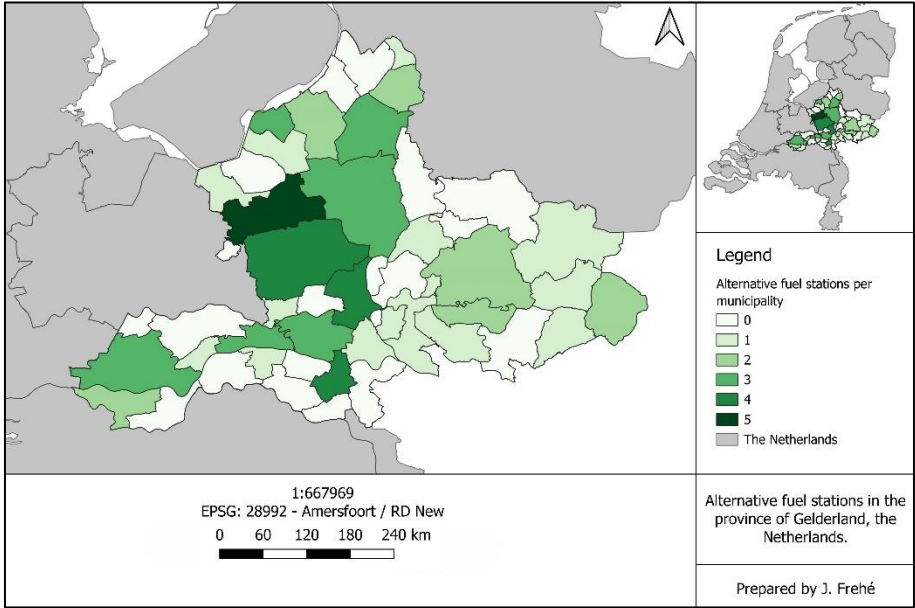 Legend
Alternative fuel stations per
municipality
0
1
2
3
4
5
The Netherlands
1:667969
EPSG: 28992 - Amersfoort / RD New
0 60 120 180 240 km
Alternative fuel stations in the
province of Gelderland, the
Netherlands.
Prepared by J. Frehé